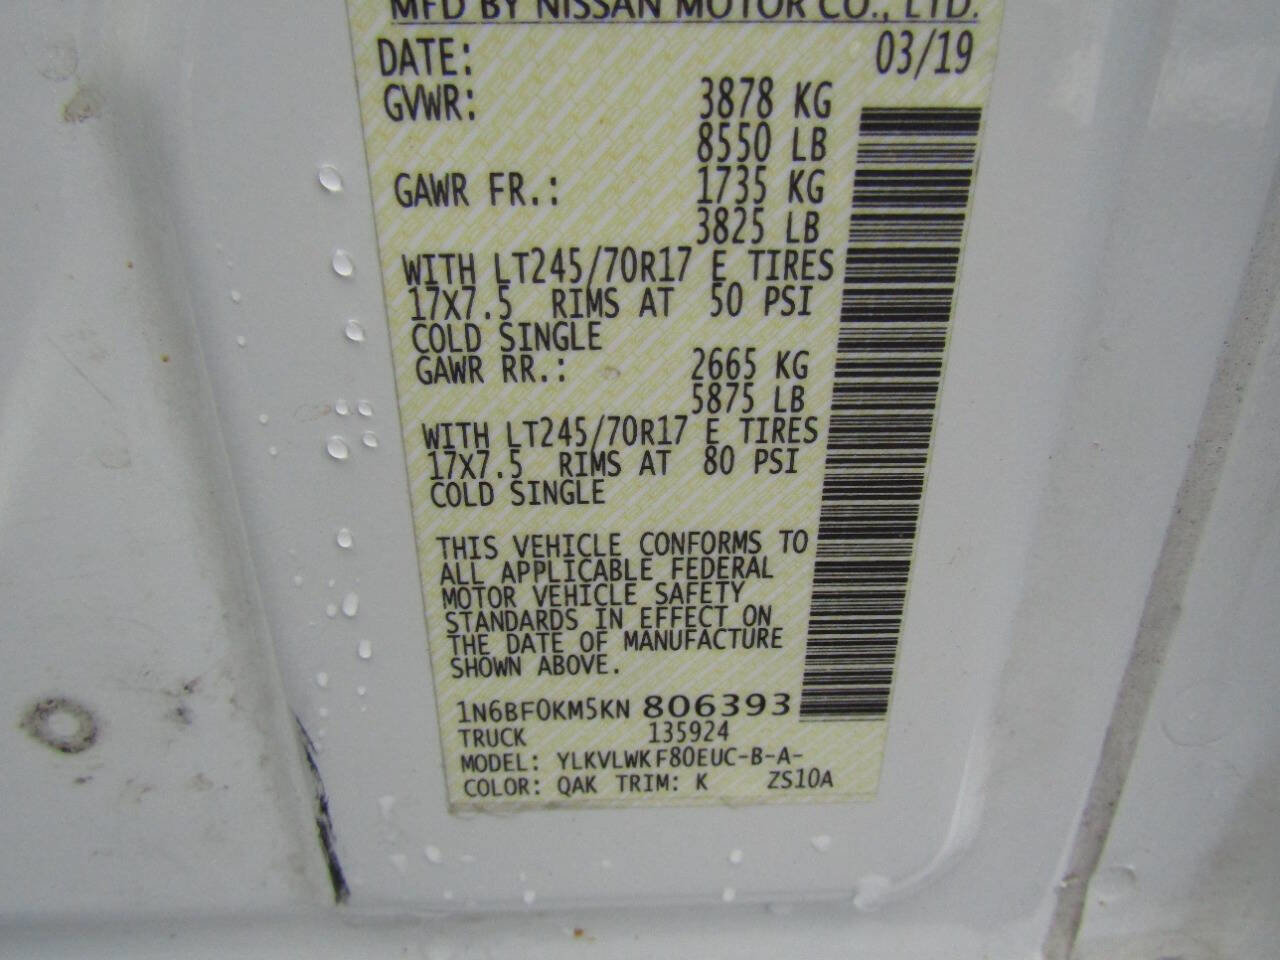 MFD BY NISSAN MOTOR CO., LTD.
DATE: 03/19
GVWR: 3878 KG
8550 LB
GAWR FR.: 1735 KG
3825 LB
WITH LT245/70R17 E TIRES
17X7.5 RIMS AT 50 PSI
COLD SINGLE
GAWR RR.: 2665 KG
5875 LB
WITH LT245/70R17 E TIRES
17X7.5 RIMS AT 80 PSI
COLD SINGLE
THIS VEHICLE CONFORMS TO
ALL APPLICABLE FEDERAL
MOTOR VEHICLE SAFETY
STANDARDS IN EFFECT ON
THE DATE OF MANUFACTURE
SHOWN ABOVE.
1N6BF0KM5KN 806393
TRUCK 135924
MODEL: YLKVLWK F80EUC-B-A-
COLOR: QAK TRIM: K ZS10A